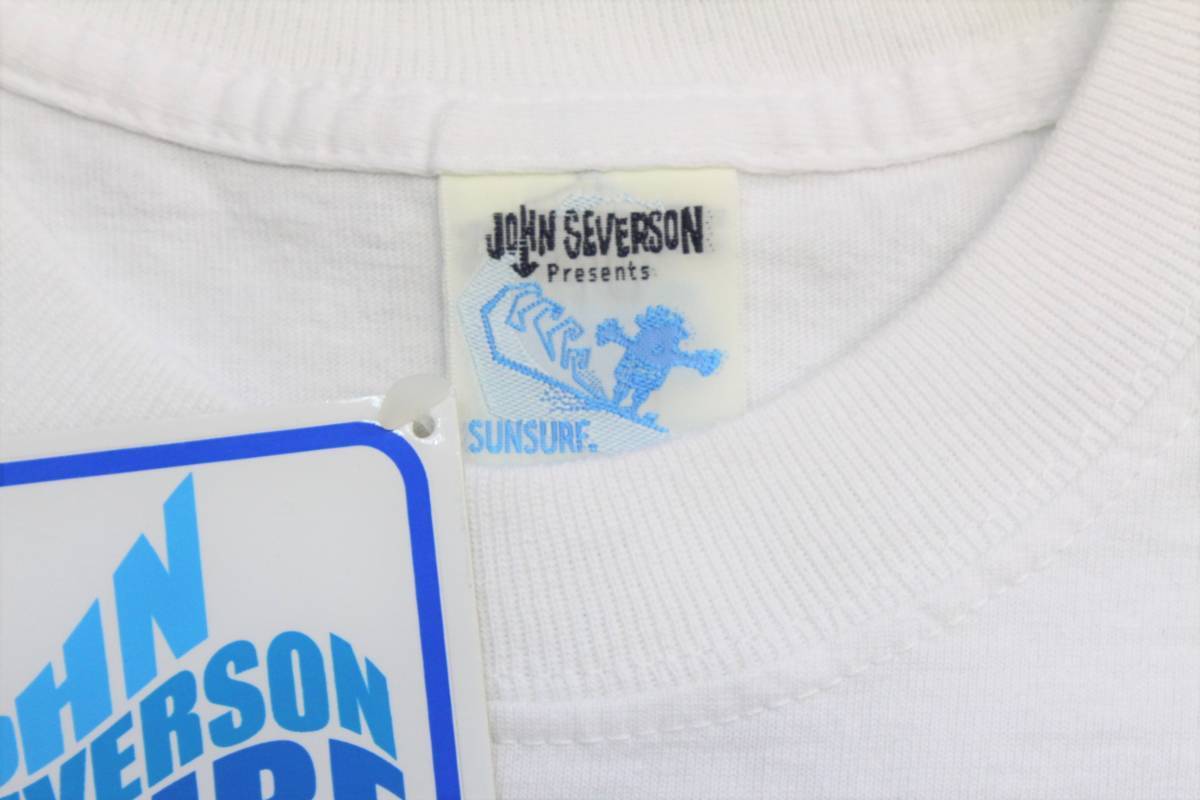 JOHN SEVERSON
Presents
SUNSURF.
OHN
EVERSON